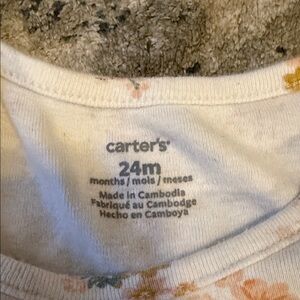 carter's
24m
months / mois / meses
Made in Cambodia
Fabriqué au Cambodge
Hecho en Camboya